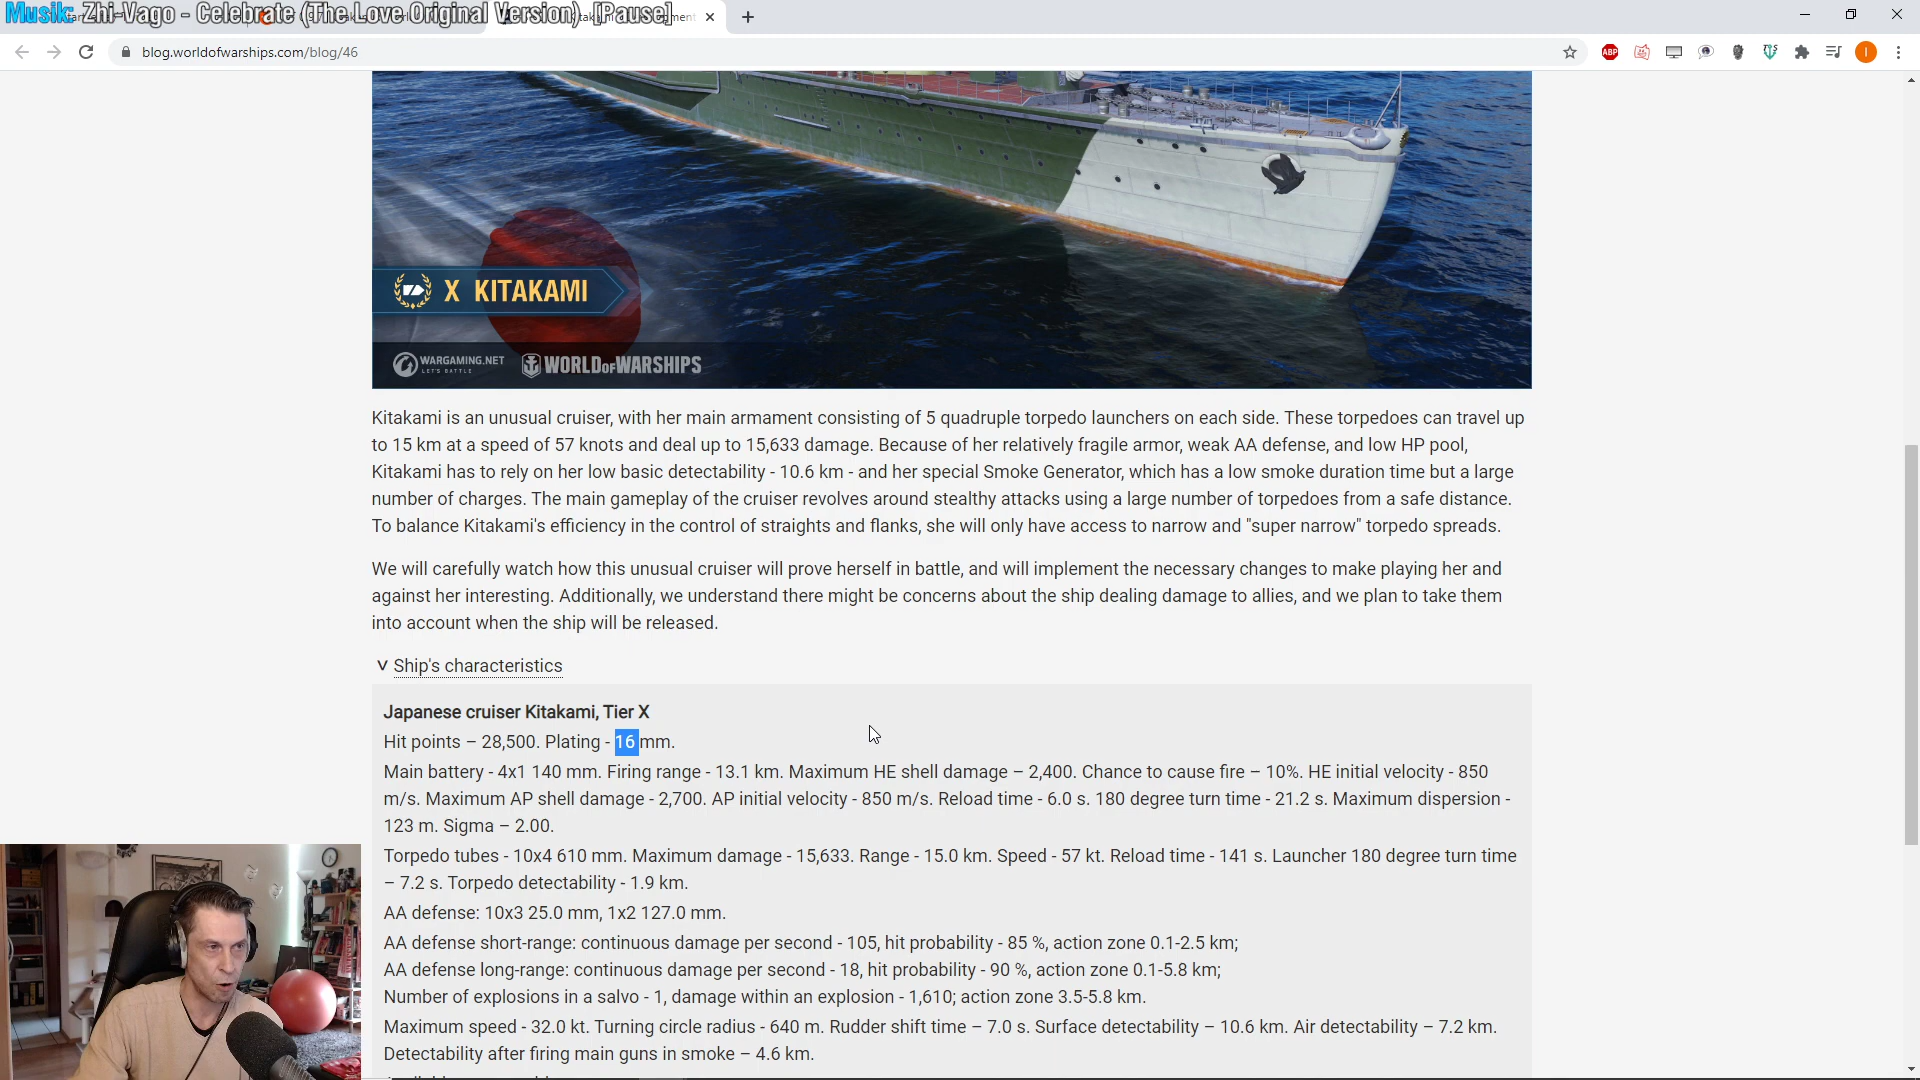 Musik: Zhi-Vago - Celebrate (The Love Original Version) - [Pause]
blog.worldofwarships.com/blog/46
ABP
I
X KITAKAMI
WARGAMING.NET
LET'S BATTLE
WORLD OF WARSHIPS
Kitakami is an unusual cruiser, with her main armament consisting of 5 quadruple torpedo launchers on each side. These torpedoes can travel up
to 15 km at a speed of 57 knots and deal up to 15,633 damage. Because of her relatively fragile armor, weak AA defense, and low HP pool,
Kitakami has to rely on her low basic detectability - 10.6 km - and her special Smoke Generator, which has a low smoke duration time but a large
number of charges. The main gameplay of the cruiser revolves around stealthy attacks using a large number of torpedoes from a safe distance.
To balance Kitakami's efficiency in the control of straights and flanks, she will only have access to narrow and "super narrow" torpedo spreads.
We will carefully watch how this unusual cruiser will prove herself in battle, and will implement the necessary changes to make playing her and
against her interesting. Additionally, we understand there might be concerns about the ship dealing damage to allies, and we plan to take them
into account when the ship will be released.
Ship's characteristics
Japanese cruiser Kitakami, Tier X
Hit points – 28,500. Plating - 16 mm.
Main battery - 4x1 140 mm. Firing range - 13.1 km. Maximum HE shell damage – 2,400. Chance to cause fire – 10%. HE initial velocity - 850
m/s. Maximum AP shell damage - 2,700. AP initial velocity - 850 m/s. Reload time - 6.0 s. 180 degree turn time - 21.2 s. Maximum dispersion -
123 m. Sigma – 2.00.
Torpedo tubes - 10x4 610 mm. Maximum damage - 15,633. Range - 15.0 km. Speed - 57 kt. Reload time - 141 s. Launcher 180 degree turn time
– 7.2 s. Torpedo detectability - 1.9 km.
AA defense: 10x3 25.0 mm, 1x2 127.0 mm.
AA defense short-range: continuous damage per second - 105, hit probability - 85 %, action zone 0.1-2.5 km;
AA defense long-range: continuous damage per second - 18, hit probability - 90 %, action zone 0.1-5.8 km;
Number of explosions in a salvo - 1, damage within an explosion - 1,610; action zone 3.5-5.8 km.
Maximum speed - 32.0 kt. Turning circle radius - 640 m. Rudder shift time – 7.0 s. Surface detectability – 10.6 km. Air detectability – 7.2 km.
Detectability after firing main guns in smoke – 4.6 km.